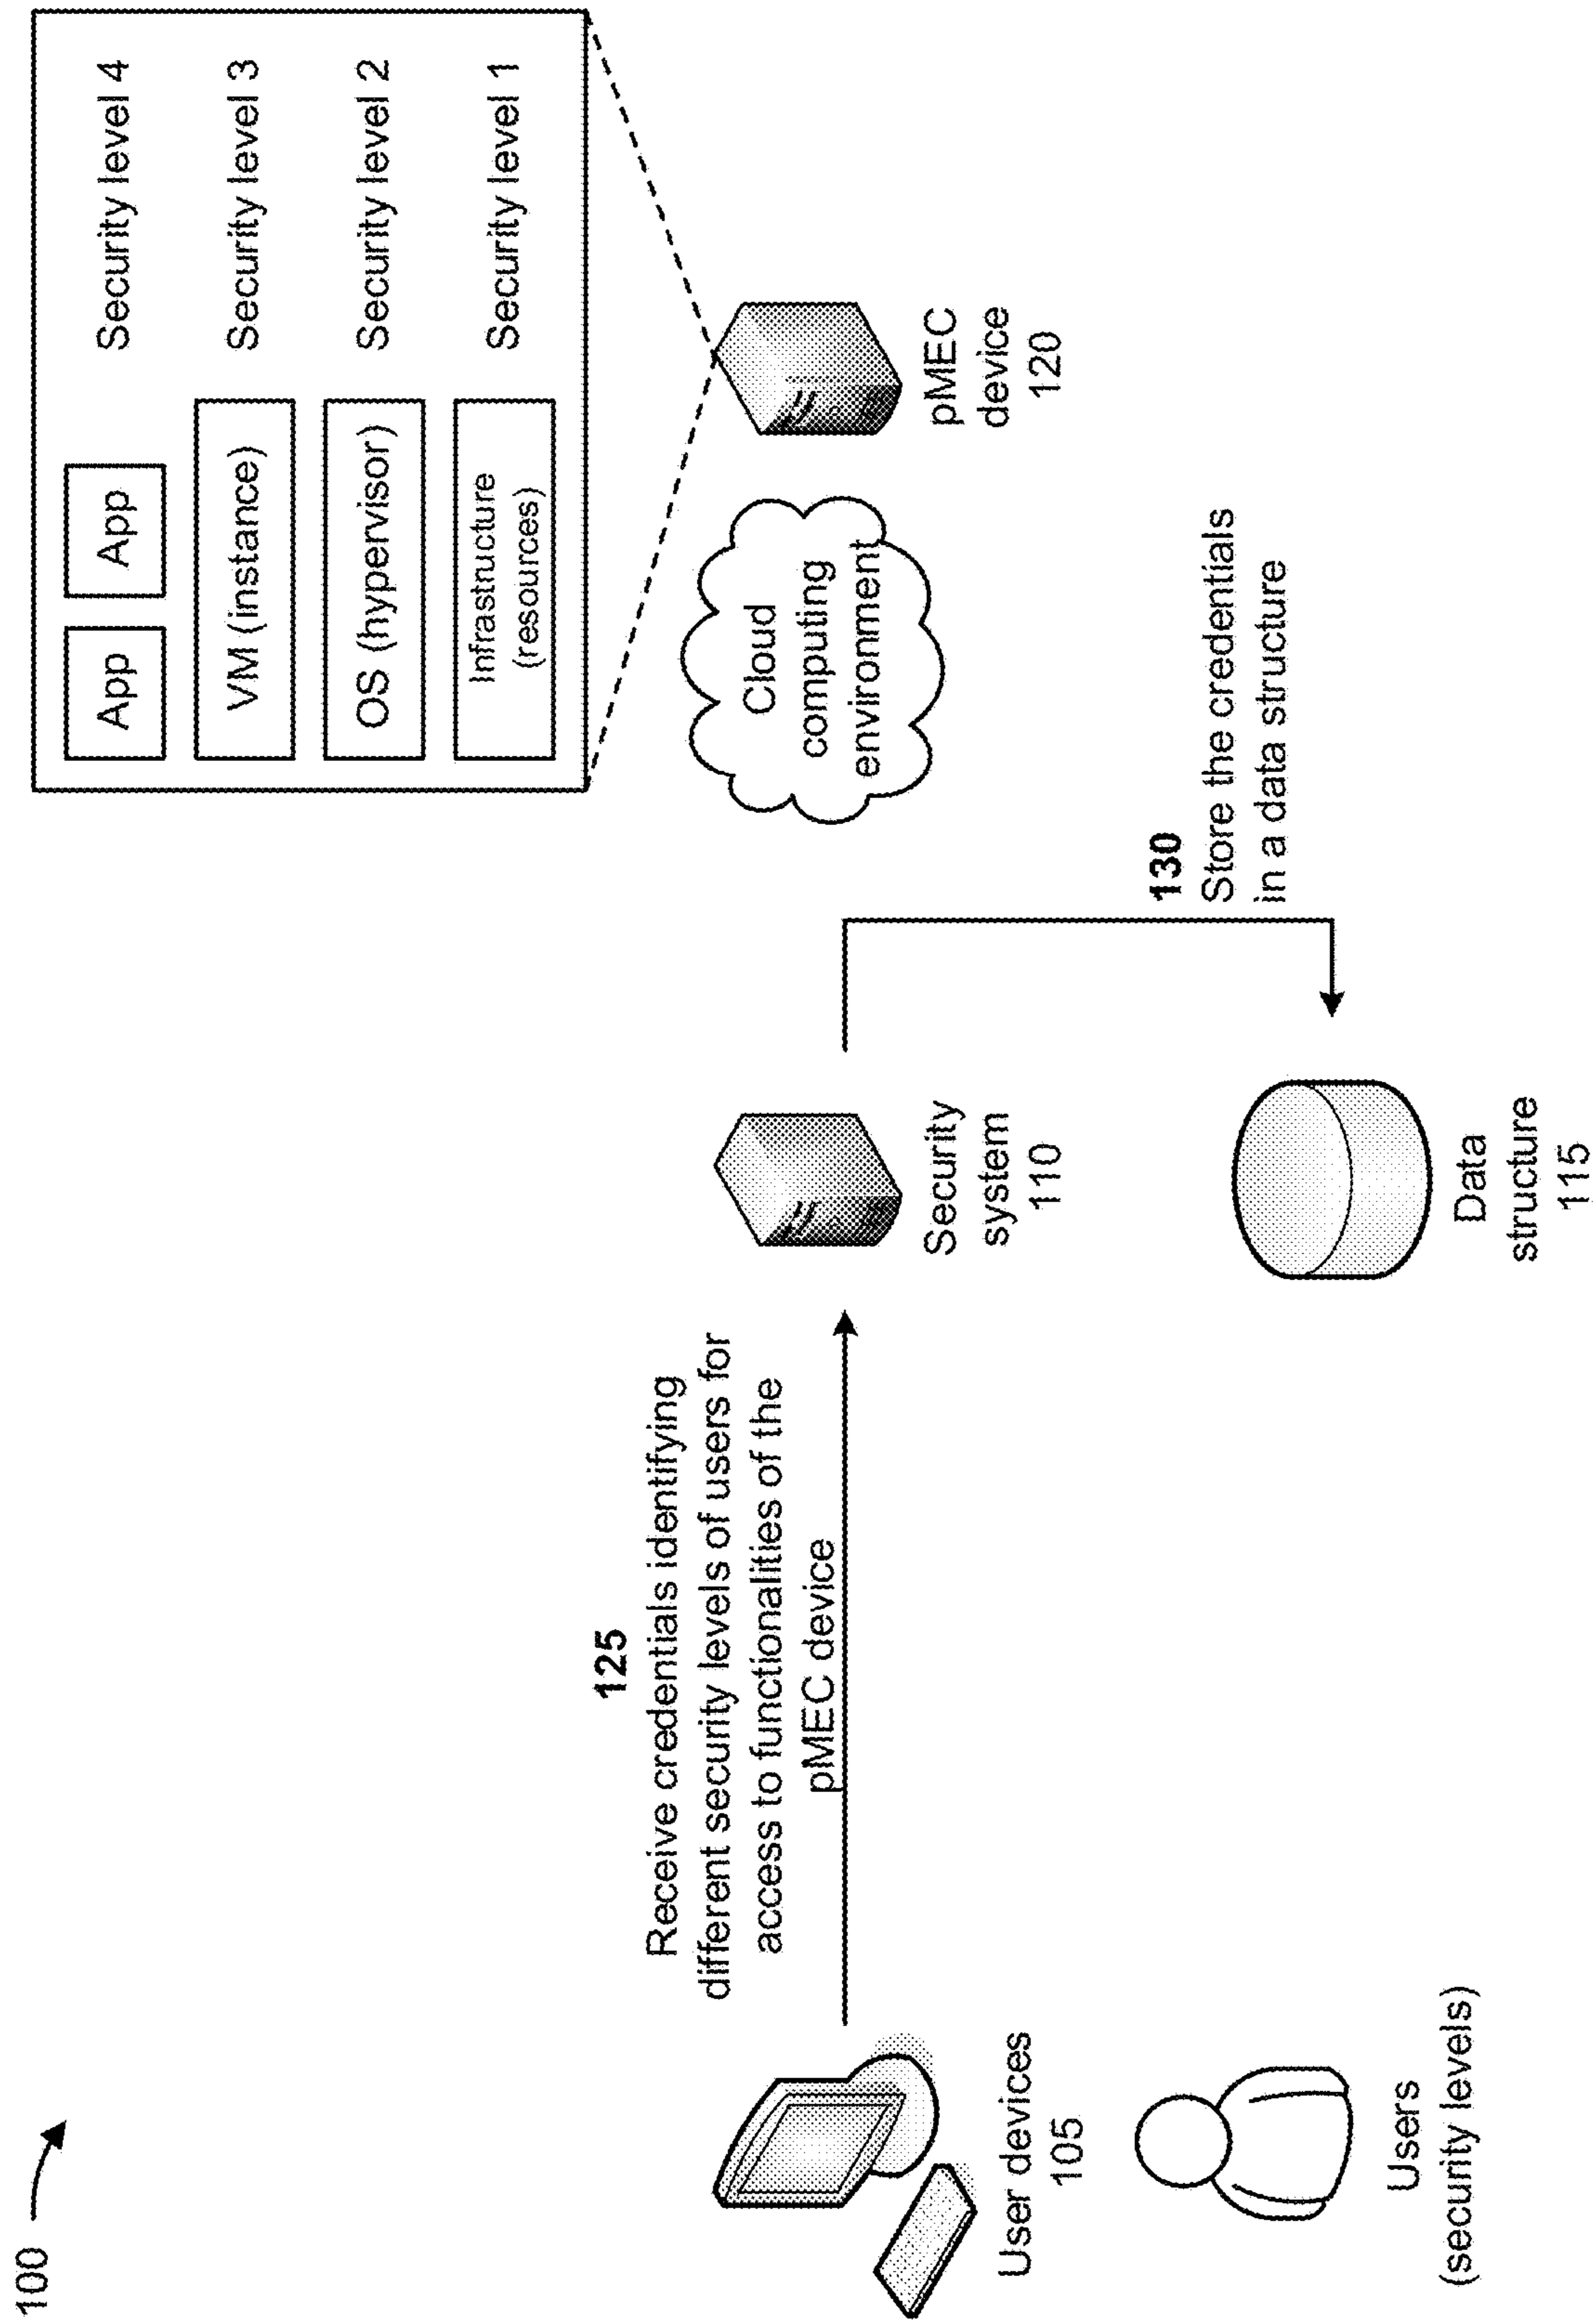 100
App
App
Security level 4
VM (instance)
Security level 3
OS (hypervisor)
Security level 2
Infrastructure
(resources)
Security level 1
125
Receive credentials identifying
different security levels of users for
access to functionalities of the
pMEC device
Cloud
computing
environment
pMEC
device
120
User devices
105
Security
system
110
130
Store the credentials
in a data structure
Users
(security levels)
Data
structure
115